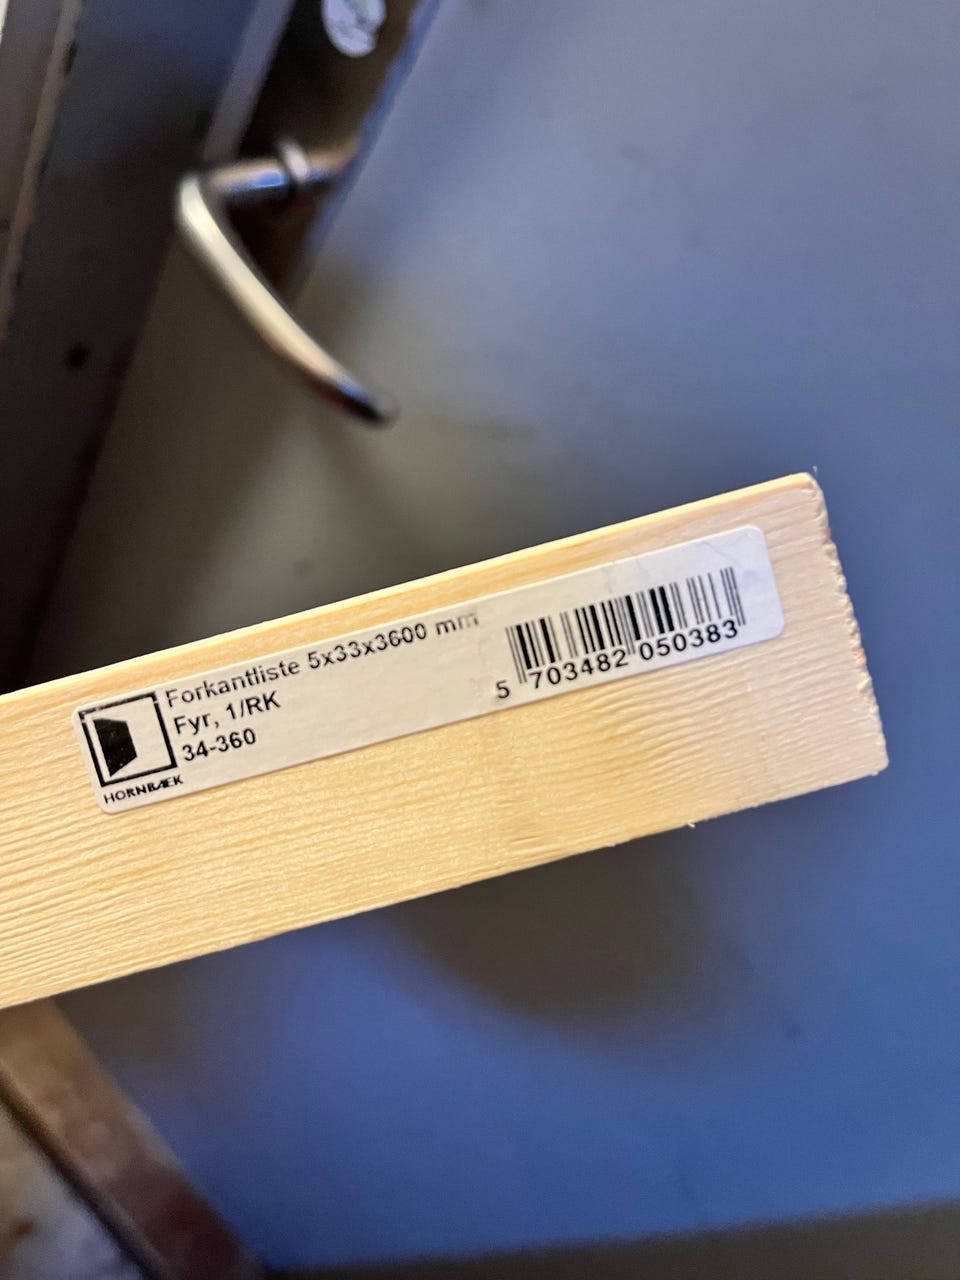 Forkantliste 5x33x3600 mm
Fyr, 1/RK
34-360
HORNBÆK
5 703482 050383